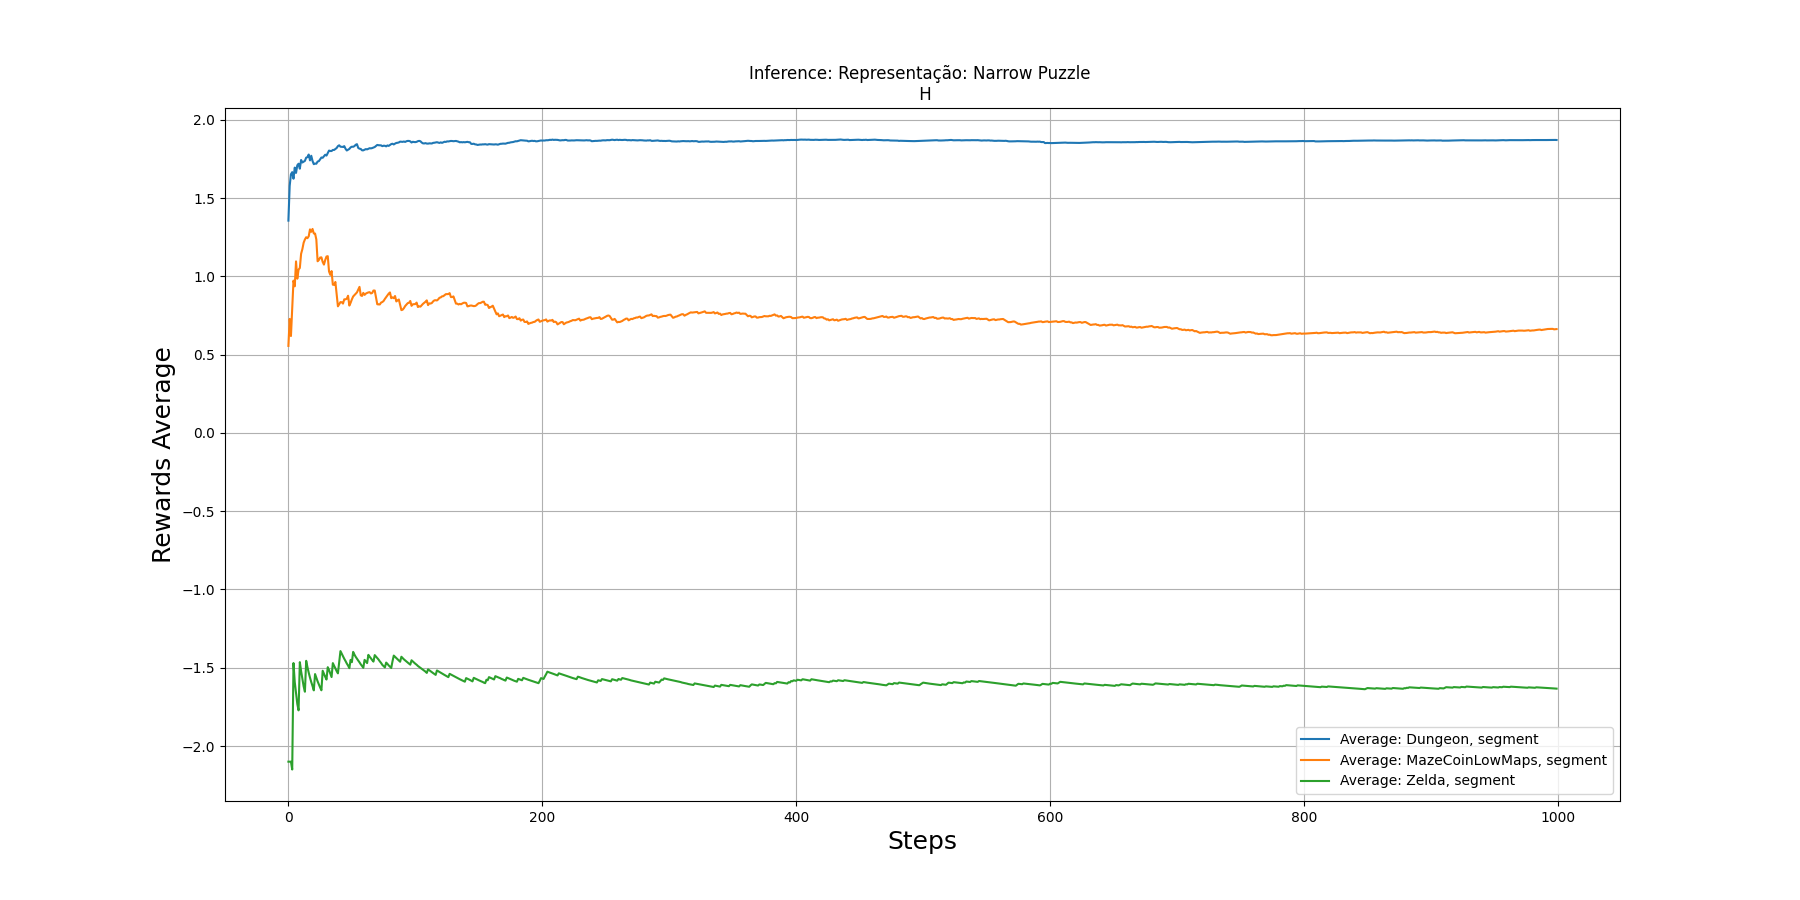 Inference: Representação: Narrow Puzzle
H
2.0
1.5
1.0
0.5
0.0
−0.5
−1.0
−1.5
−2.0
Rewards Average
0 200 400 600 800 1000
Steps
Average: Dungeon, segment
Average: MazeCoinLowMaps, segment
Average: Zelda, segment